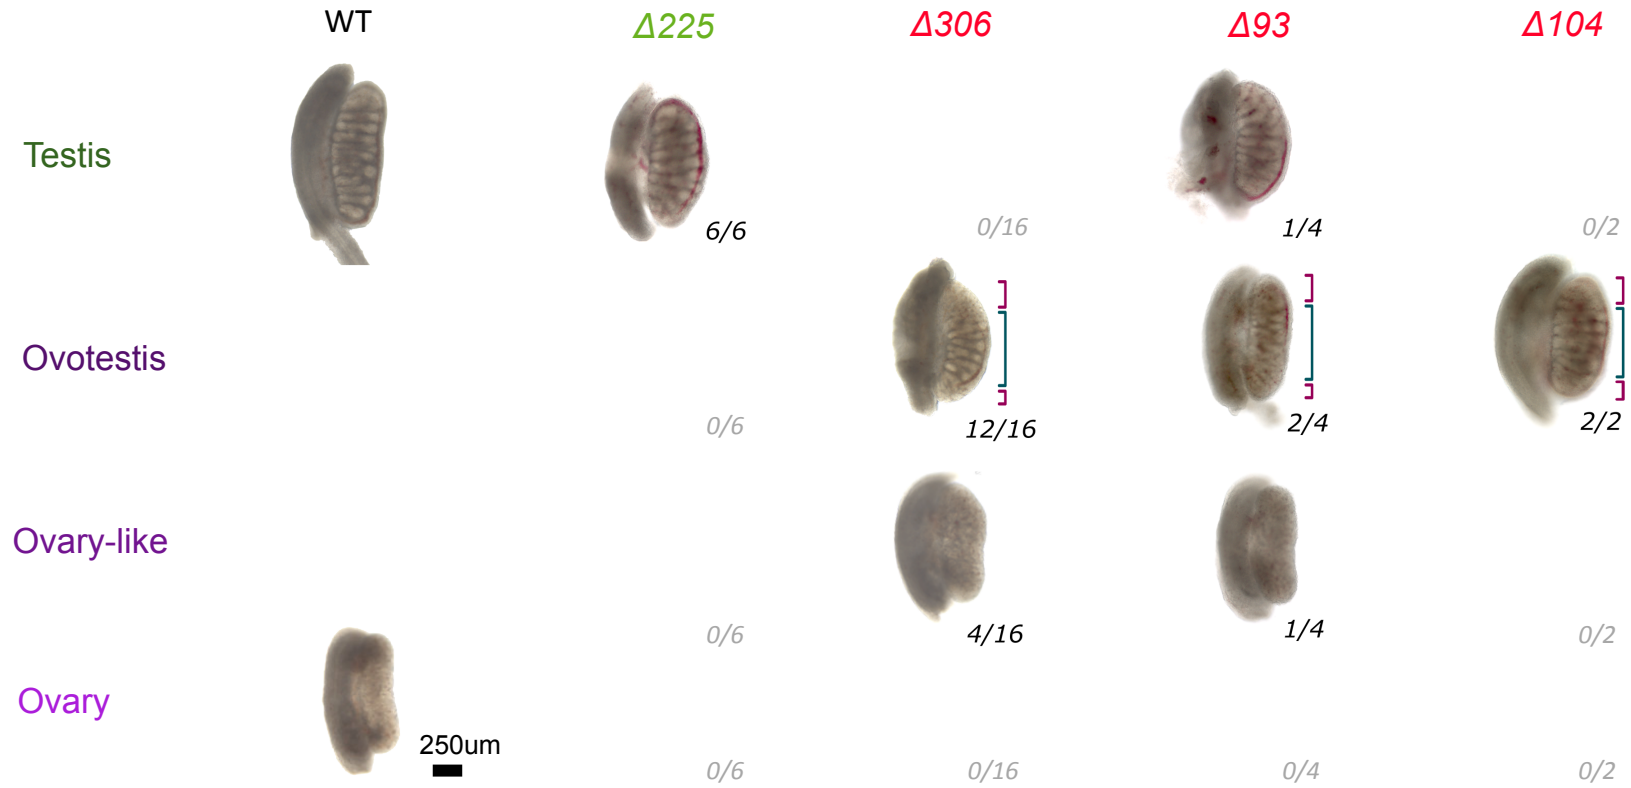 WT Δ225 Δ306 Δ93 Δ104
Testis
6/6 0/16 1/4 0/2
Ovotestis
0/6 12/16 2/4 2/2
Ovary-like
0/6 4/16 1/4 0/2
Ovary
250um
0/6 0/16 0/4 0/2